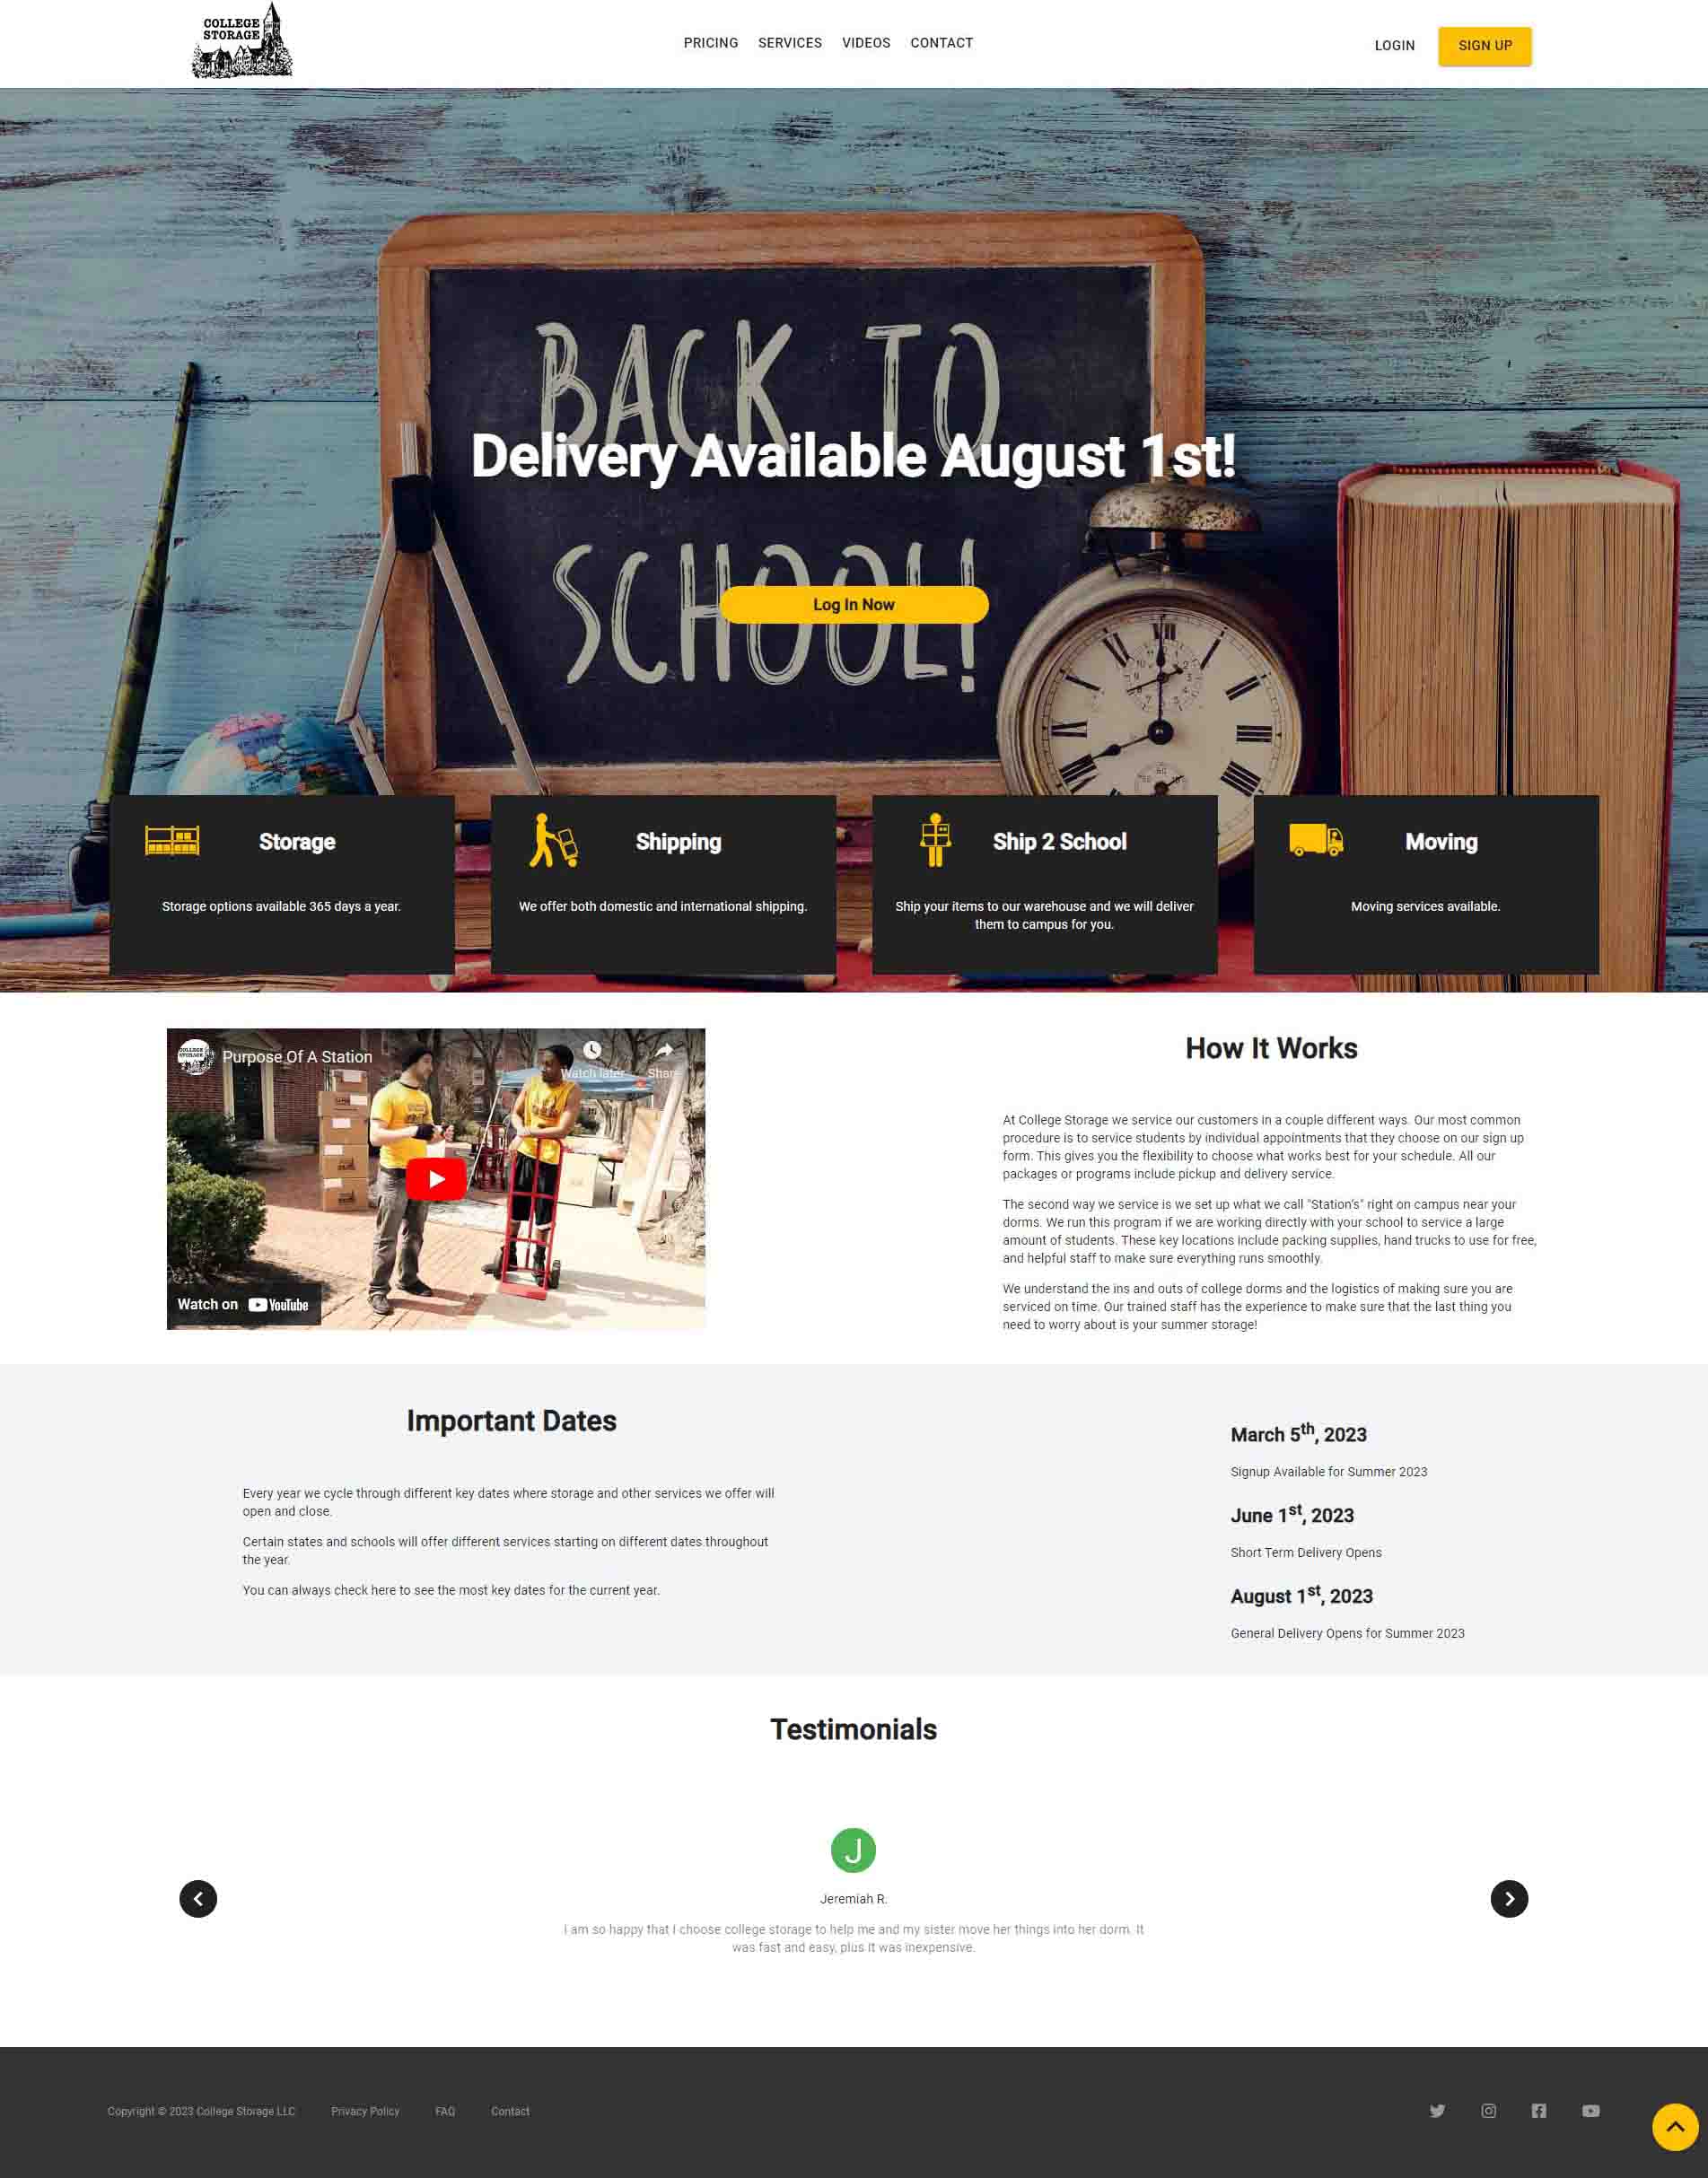 COLLEGE
STORAGE
PRICING SERVICES VIDEOS CONTACT
LOGIN SIGN UP
BACK TO
Delivery Available August 1st!
SCHOOL!
Log In Now
Storage
Storage options available 365 days a year.
Shipping
We offer both domestic and international shipping.
Ship 2 School
Ship your items to our warehouse and we will deliver
them to campus for you.
Moving
Moving services available.
COLLEGE
STORAGE
Purpose Of A Station
Watch later Share
Watch on YouTube
How It Works
At College Storage we service our customers in a couple different ways. Our most common
procedure is to service students by individual appointments that they choose on our sign up
form. This gives you the flexibility to choose what works best for your schedule. All our
packages or programs include pickup and delivery service.
The second way we service is we set up what we call "Station's" right on campus near your
dorms. We run this program if we are working directly with your school to service a large
amount of students. These key locations include packing supplies, hand trucks to use for free,
and helpful staff to make sure everything runs smoothly.
We understand the ins and outs of college dorms and the logistics of making sure you are
serviced on time. Our trained staff has the experience to make sure that the last thing you
need to worry about is your summer storage!
Important Dates
Every year we cycle through different key dates where storage and other services we offer will
open and close.
Certain states and schools will offer different services starting on different dates throughout
the year.
You can always check here to see the most key dates for the current year.
March 5th, 2023
Signup Available for Summer 2023
June 1st, 2023
Short Term Delivery Opens
August 1st, 2023
General Delivery Opens for Summer 2023
Testimonials
J
Jeremiah R.
I am so happy that I choose college storage to help me and my sister move her things into her dorm. It
was fast and easy, plus it was inexpensive.
Copyright © 2023 College Storage LLC Privacy Policy FAQ Contact